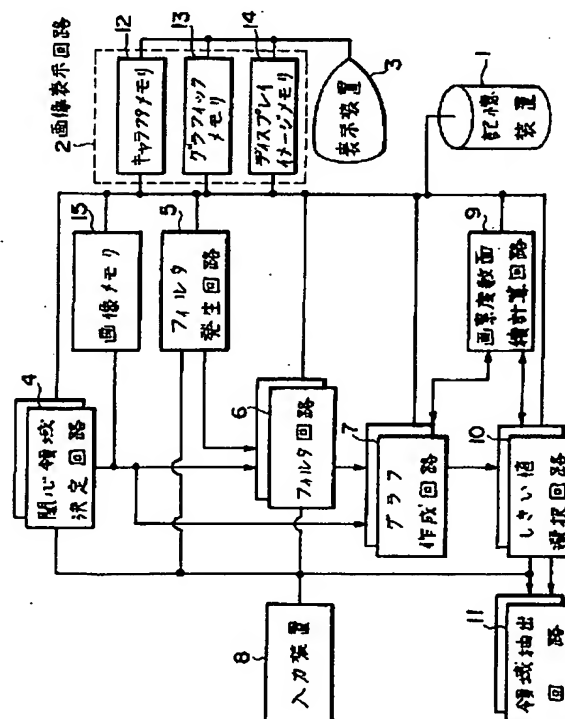 2画像表示回路
12
キャラクタメモリ
13
グラフィック
メモリ
14
ディスプレイ
イメージメモリ
表示装置
3
1
記憶
装置
15
画像メモリ
5
フィルタ
発生回路
9
画素度数面
積計算回路
4
関心領域
決定回路
6
フィルタ回路
7
グラフ
作成回路
10
しきい値
選択回路
8
入力装置
11
領域抽出
回路